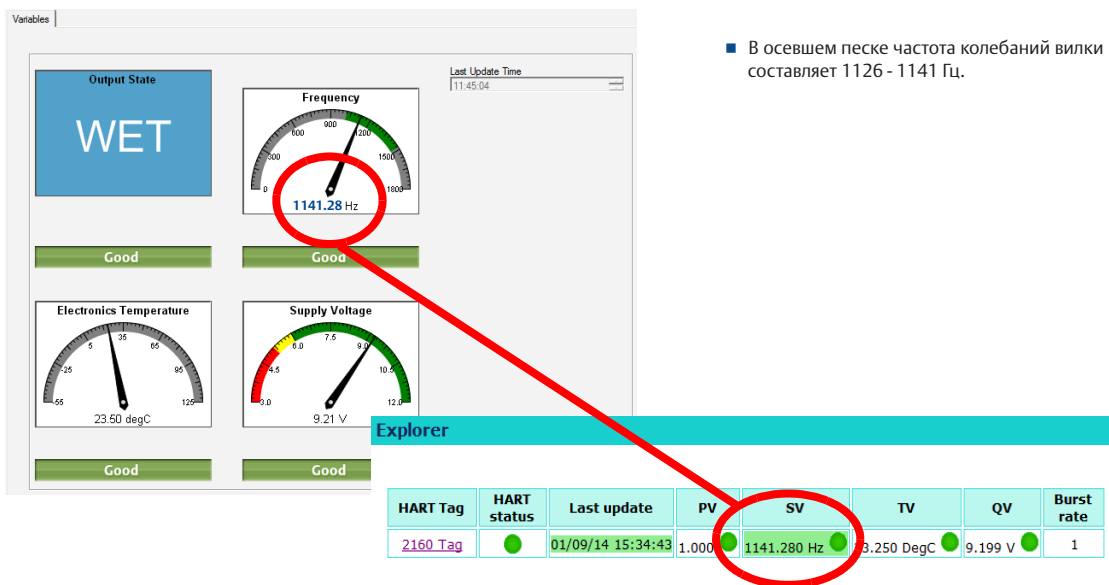 Variables
■ В осевшем песке частота колебаний вилки
составляет 1126 - 1141 Гц.
Output State
WET
Last Update Time
11:45:04
Frequency
0 300 600 900 1200 1500 1800
1141.28 Hz
Good
Good
Electronics Temperature
-55 -25 5 35 65 95 125
23.50 degC
Supply Voltage
3.0 4.5 6.0 7.5 9.0 10.5 12.0
9.21 V
Good
Good
Explorer
HART Tag HART status Last update PV SV TV QV Burst rate
2160 Tag 01/09/14 15:34:43 1.000 1141.280 Hz 3.250 DegC 9.199 V 1